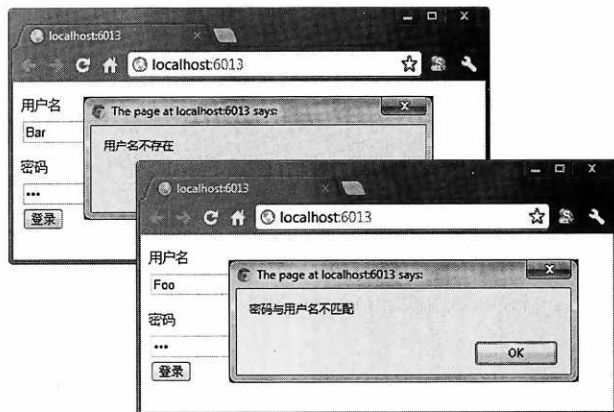 localhost:6013
localhost:6013
用户名
The page at localhost:6013 says:
Bar
用户名不存在
密码
•••
登录
localhost:6013
localhost:6013
用户名
The page at localhost:6013 says:
Foo
密码与用户名不匹配
密码
•••
OK
登录